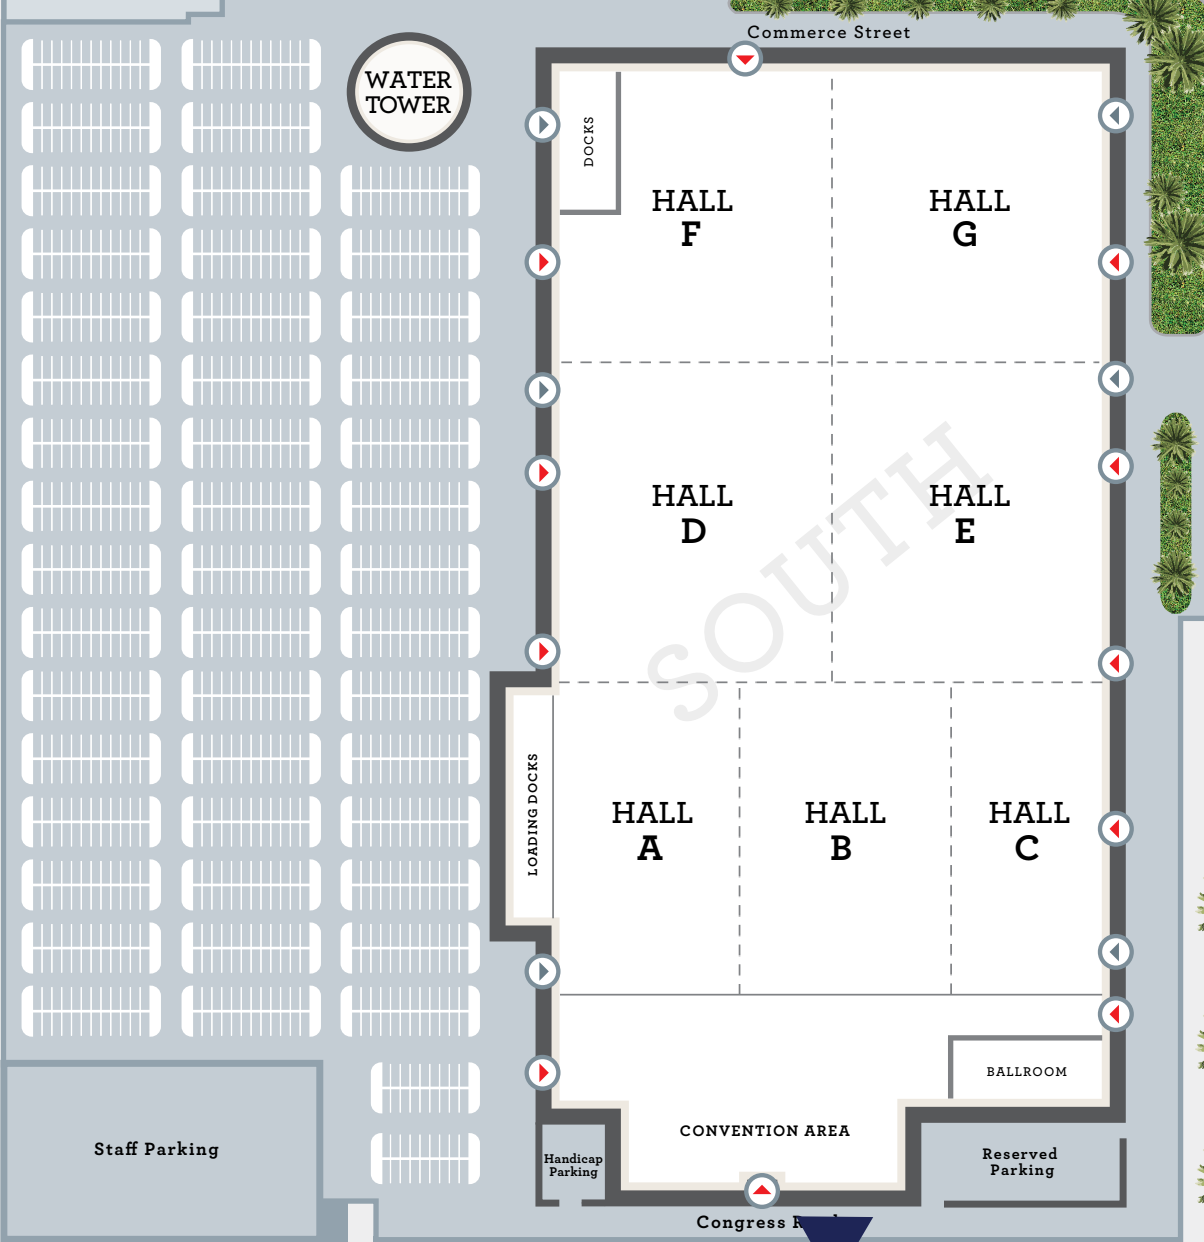 Commerce Street
WATER
TOWER
DOCKS
HALL
F
HALL
G
HALL
D
HALL
E
SOUTH
LOADING DOCKS
HALL
A
HALL
B
HALL
C
BALLROOM
CONVENTION AREA
Staff Parking
Handicap
Parking
Reserved
Parking
Congress